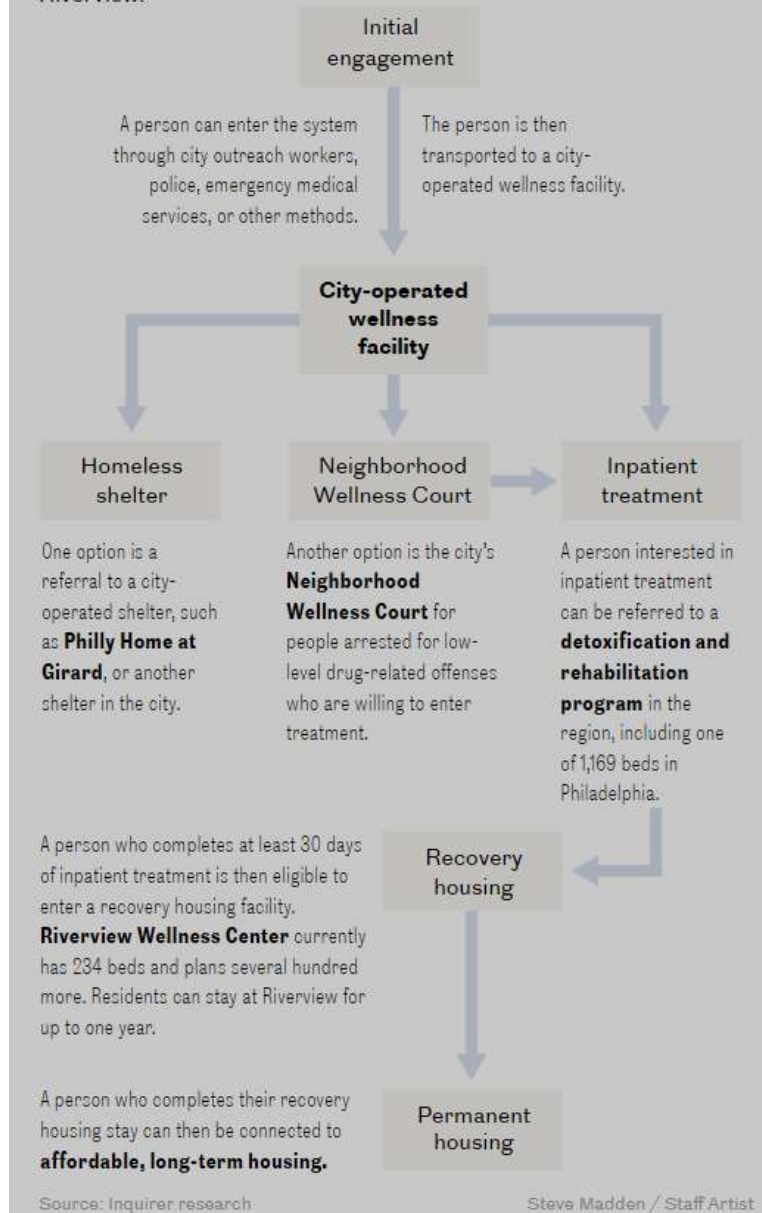 Initial
engagement
A person can enter the system
through city outreach workers,
police, emergency medical
services, or other methods.
The person is then
transported to a city-
operated wellness facility.
City-operated
wellness
facility
Homeless
shelter
One option is a
referral to a city-
operated shelter, such
as Philly Home at
Girard, or another
shelter in the city.
Neighborhood
Wellness Court
Another option is the city's
Neighborhood
Wellness Court for
people arrested for low-
level drug-related offenses
who are willing to enter
treatment.
Inpatient
treatment
A person interested in
inpatient treatment
can be referred to a
detoxification and
rehabilitation
program in the
region, including one
of 1,169 beds in
Philadelphia.
A person who completes at least 30 days
of inpatient treatment is then eligible to
enter a recovery housing facility.
Riverview Wellness Center currently
has 234 beds and plans several hundred
more. Residents can stay at Riverview for
up to one year.
Recovery
housing
A person who completes their recovery
housing stay can then be connected to
affordable, long-term housing.
Permanent
housing
Source: Inquirer research
Steve Madden / Staff Artist